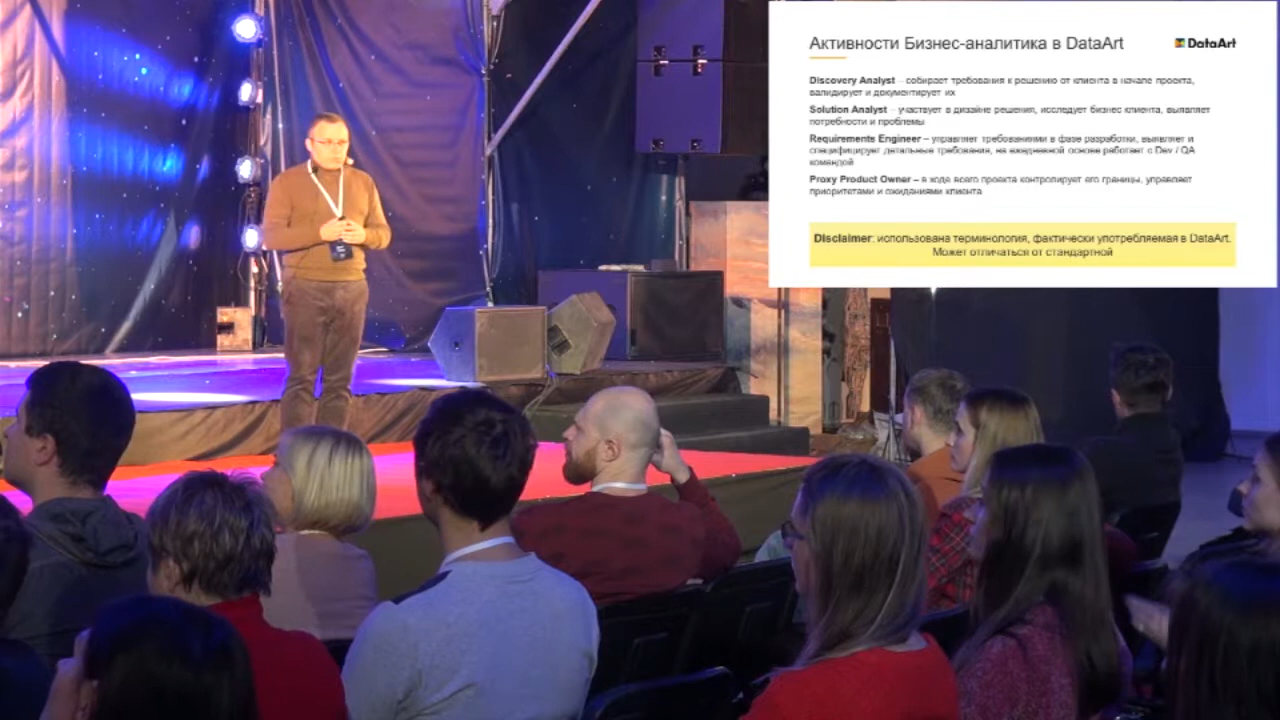 Активности Бизнес-аналитика в DataArt
DataArt
Discovery Analyst – собирает требования к решению от клиента в начале проекта,
валидирует и документирует их
Solution Analyst – участвует в дизайне решения, исследует бизнес клиента, выявляет
потребности и проблемы
Requirements Engineer – управляет требованиями в фазе разработки, выявляет и
специфицирует детальные требования, на ежедневной основе работает с Dev / QA
командой
Proxy Product Owner – в ходе всего проекта контролирует его границы, управляет
приоритетами и ожиданиями клиента
Disclaimer: использована терминология, фактически употребляемая в DataArt.
Может отличаться от стандартной